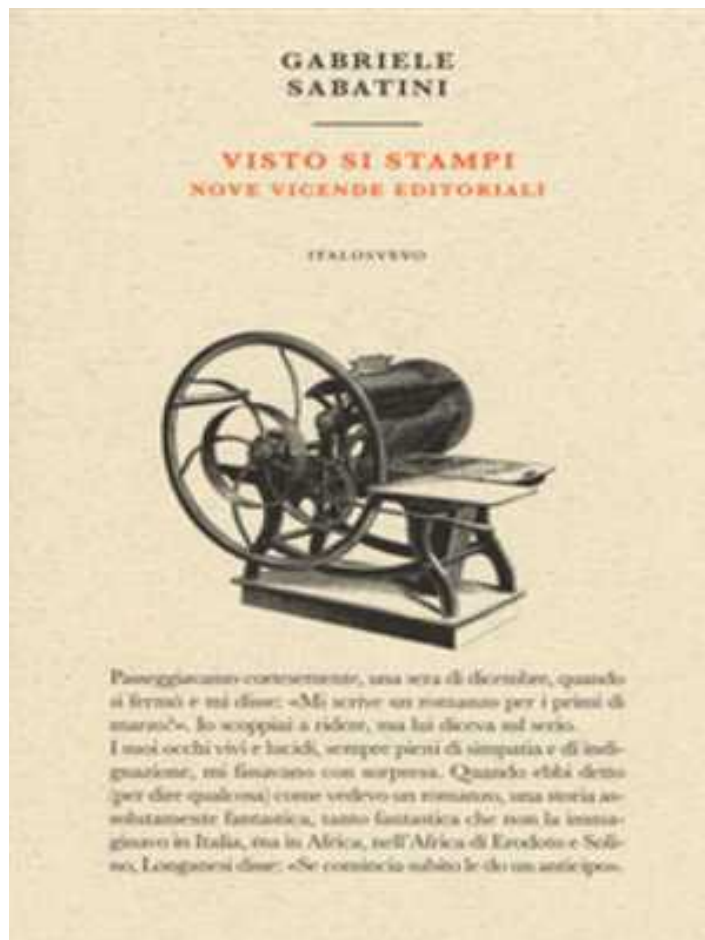 GABRIELE
SABATINI
VISTO SI STAMPI
NOVE VICENDE EDITORIALI
ITALOSVEVO
Passeggiavamo cortesemente, una sera di dicembre, quando
si fermò e mi disse: «Mi scrive un romanzo per i primi di
marzo?». Io scoppiai a ridere, ma lui diceva sul serio.
I suoi occhi vivi e lucidi, sempre pieni di simpatia e di indi-
gnazione, mi fissavano con sorpresa. Quando ebbi detto
(per dire qualcosa) come vedevo un romanzo, una storia as-
solutamente fantastica, tanto fantastica che non la imma-
ginavo in Italia, ma in Africa, nell'Africa di Erodoto e Soli-
no, Longanesi disse: «Se comincia subito le do un anticipo».